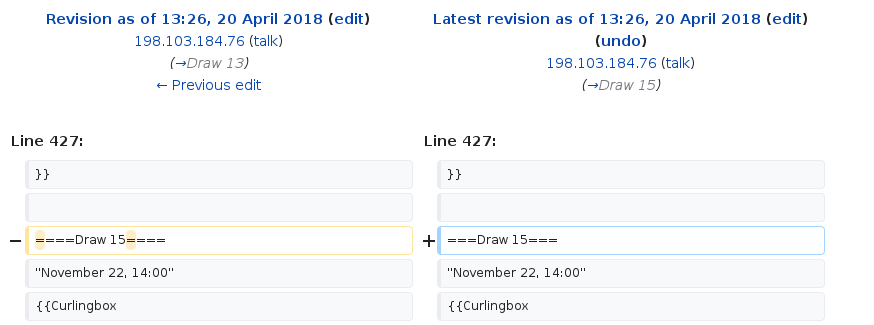 Revision as of 13:26, 20 April 2018 (edit)
198.103.184.76 (talk)
(→Draw 13)
← Previous edit
Latest revision as of 13:26, 20 April 2018 (edit)
(undo)
198.103.184.76 (talk)
(→Draw 15)
Line 427:
Line 427:
}}
}}
− ====Draw 15====
+ ===Draw 15===
"November 22, 14:00"
"November 22, 14:00"
{{Curlingbox
{{Curlingbox